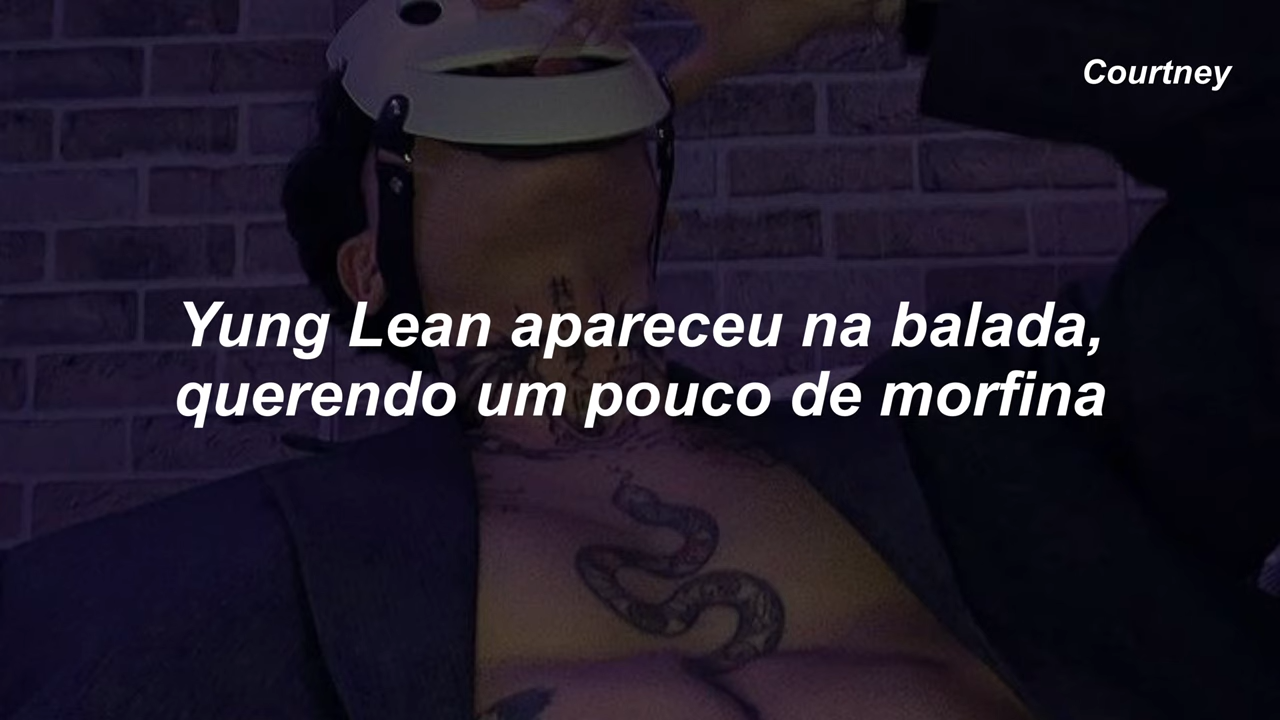 Courtney
Yung Lean apareceu na balada,
querendo um pouco de morfina